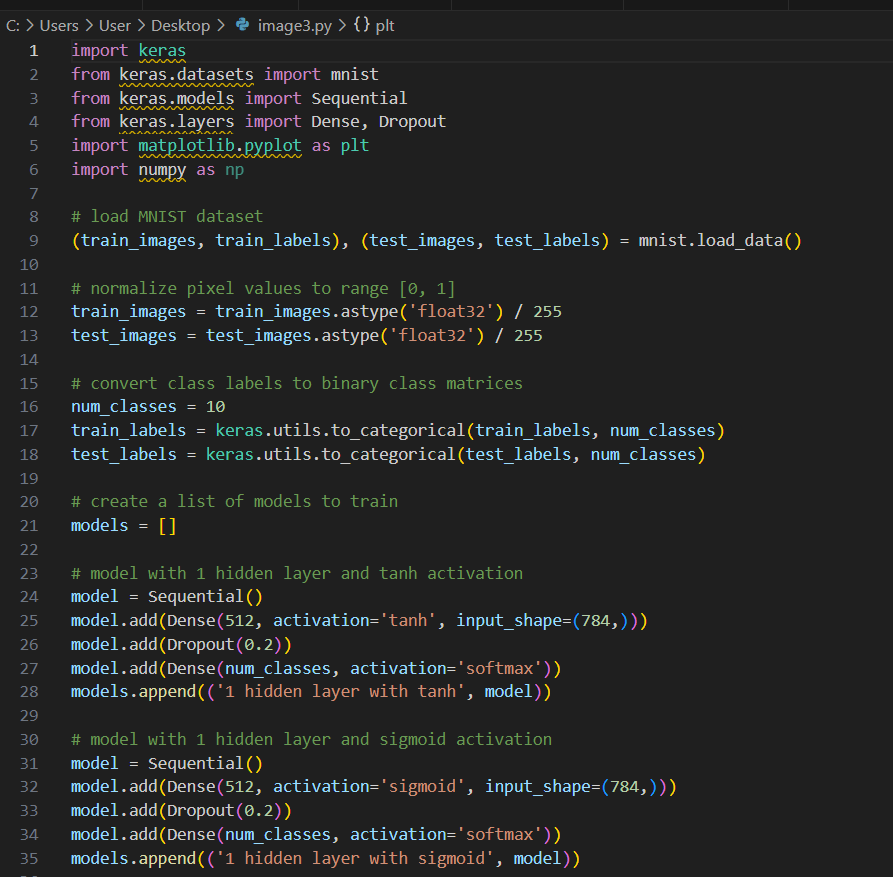 C: > Users > User > Desktop > image3.py > {} plt
1 import keras
2 from keras.datasets import mnist
3 from keras.models import Sequential
4 from keras.layers import Dense, Dropout
5 import matplotlib.pyplot as plt
6 import numpy as np
7
8 # load MNIST dataset
9 (train_images, train_labels), (test_images, test_labels) = mnist.load_data()
10
11 # normalize pixel values to range [0, 1]
12 train_images = train_images.astype('float32') / 255
13 test_images = test_images.astype('float32') / 255
14
15 # convert class labels to binary class matrices
16 num_classes = 10
17 train_labels = keras.utils.to_categorical(train_labels, num_classes)
18 test_labels = keras.utils.to_categorical(test_labels, num_classes)
19
20 # create a list of models to train
21 models = []
22
23 # model with 1 hidden layer and tanh activation
24 model = Sequential()
25 model.add(Dense(512, activation='tanh', input_shape=(784,)))
26 model.add(Dropout(0.2))
27 model.add(Dense(num_classes, activation='softmax'))
28 models.append(('1 hidden layer with tanh', model))
29
30 # model with 1 hidden layer and sigmoid activation
31 model = Sequential()
32 model.add(Dense(512, activation='sigmoid', input_shape=(784,)))
33 model.add(Dropout(0.2))
34 model.add(Dense(num_classes, activation='softmax'))
35 models.append(('1 hidden layer with sigmoid', model))